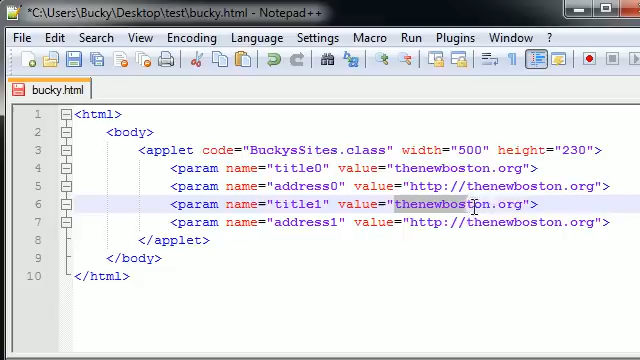 *C:\Users\Bucky\Desktop\test\bucky.html - Notepad++
File Edit Search View Encoding Language Settings Macro Run Plugins Window ?
bucky.html
1 <html>
2 <body>
3 <applet code="BuckysSites.class" width="500" height="230>
4 <param name="title0" value="thenewboston.org">
5 <param name="address0" value="http://thenewboston.org">
6 <param name="title1" value="thenewboston.org">
7 <param name="address1" value="http://thenewboston.org">
8 </applet>
9 </body>
10 </html>